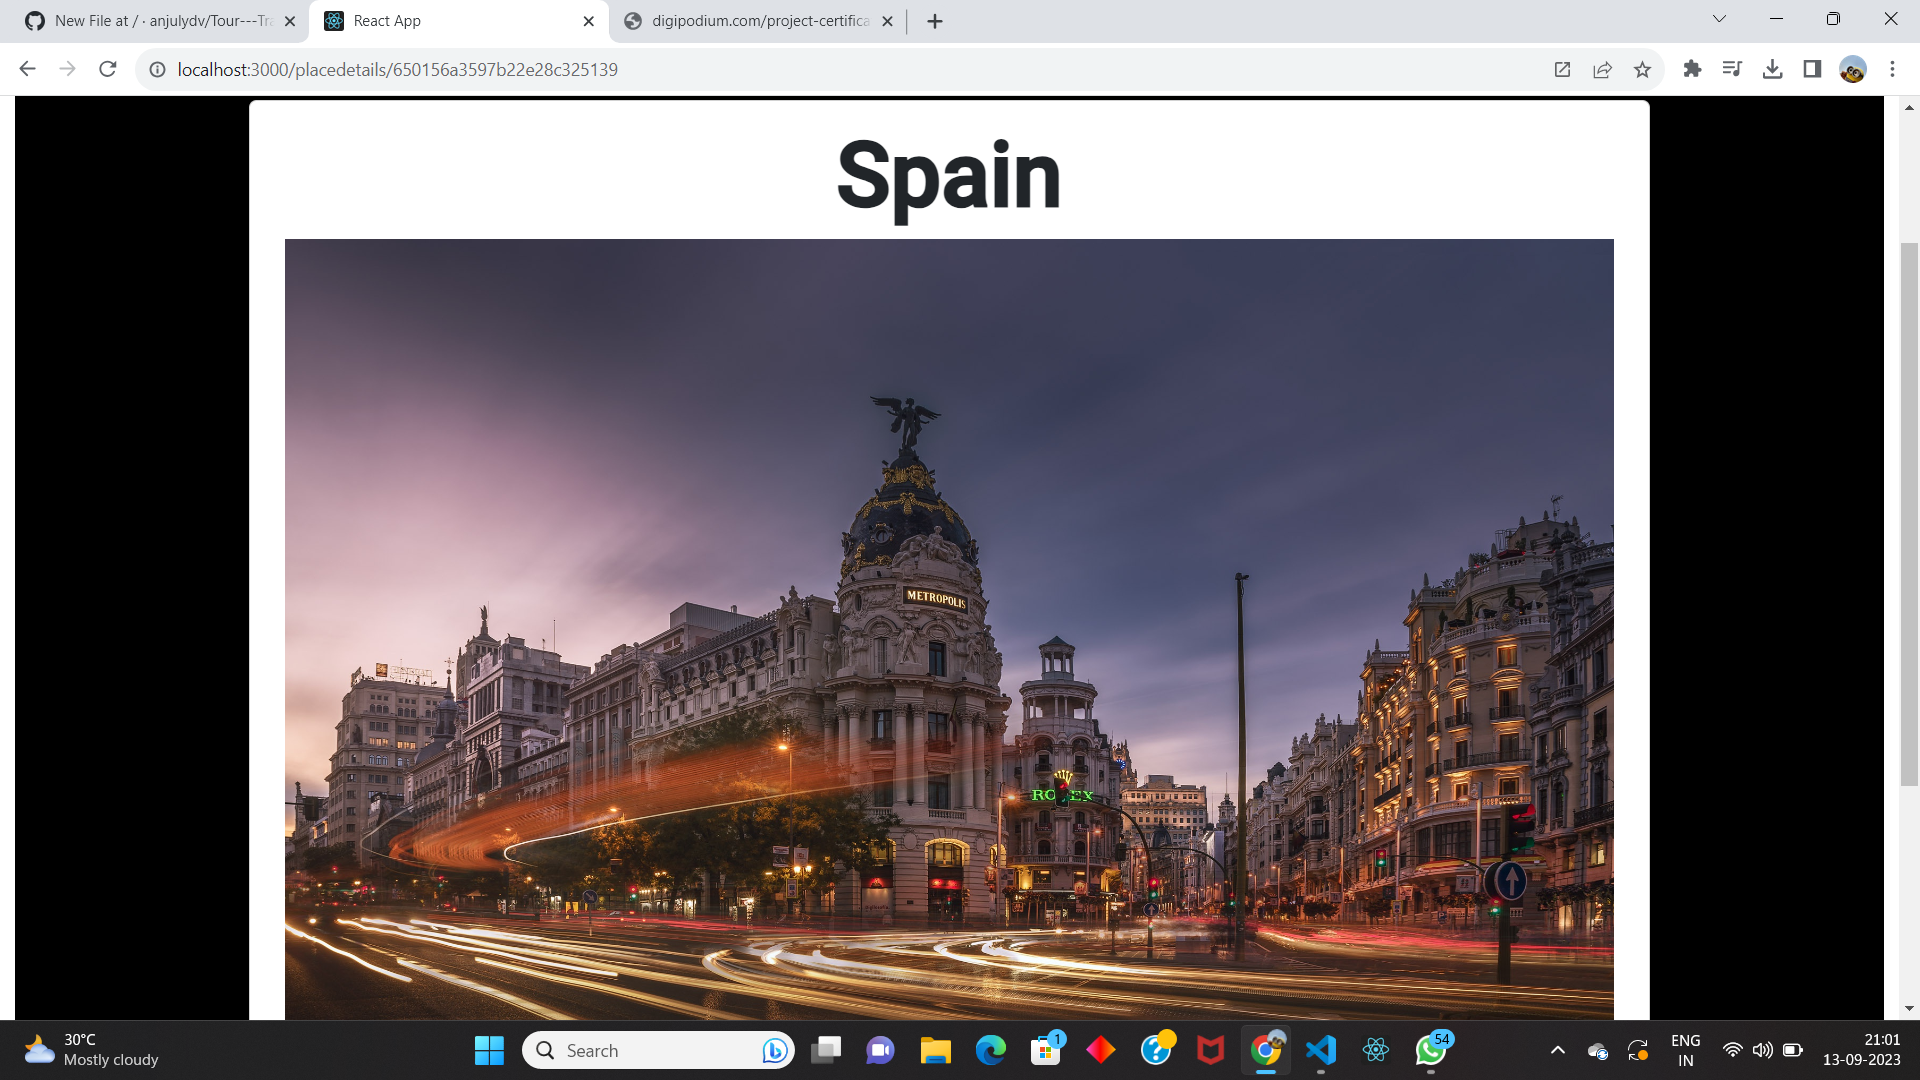 New File at / · anjulydv/Tour---Tra
React App
digipodium.com/project-certifica
localhost:3000/placedetails/650156a3597b22e28c325139
Spain
METROPOLIS
ROLEX
30°C
Mostly cloudy
Search
1
54
ENG
IN
21:01
13-09-2023